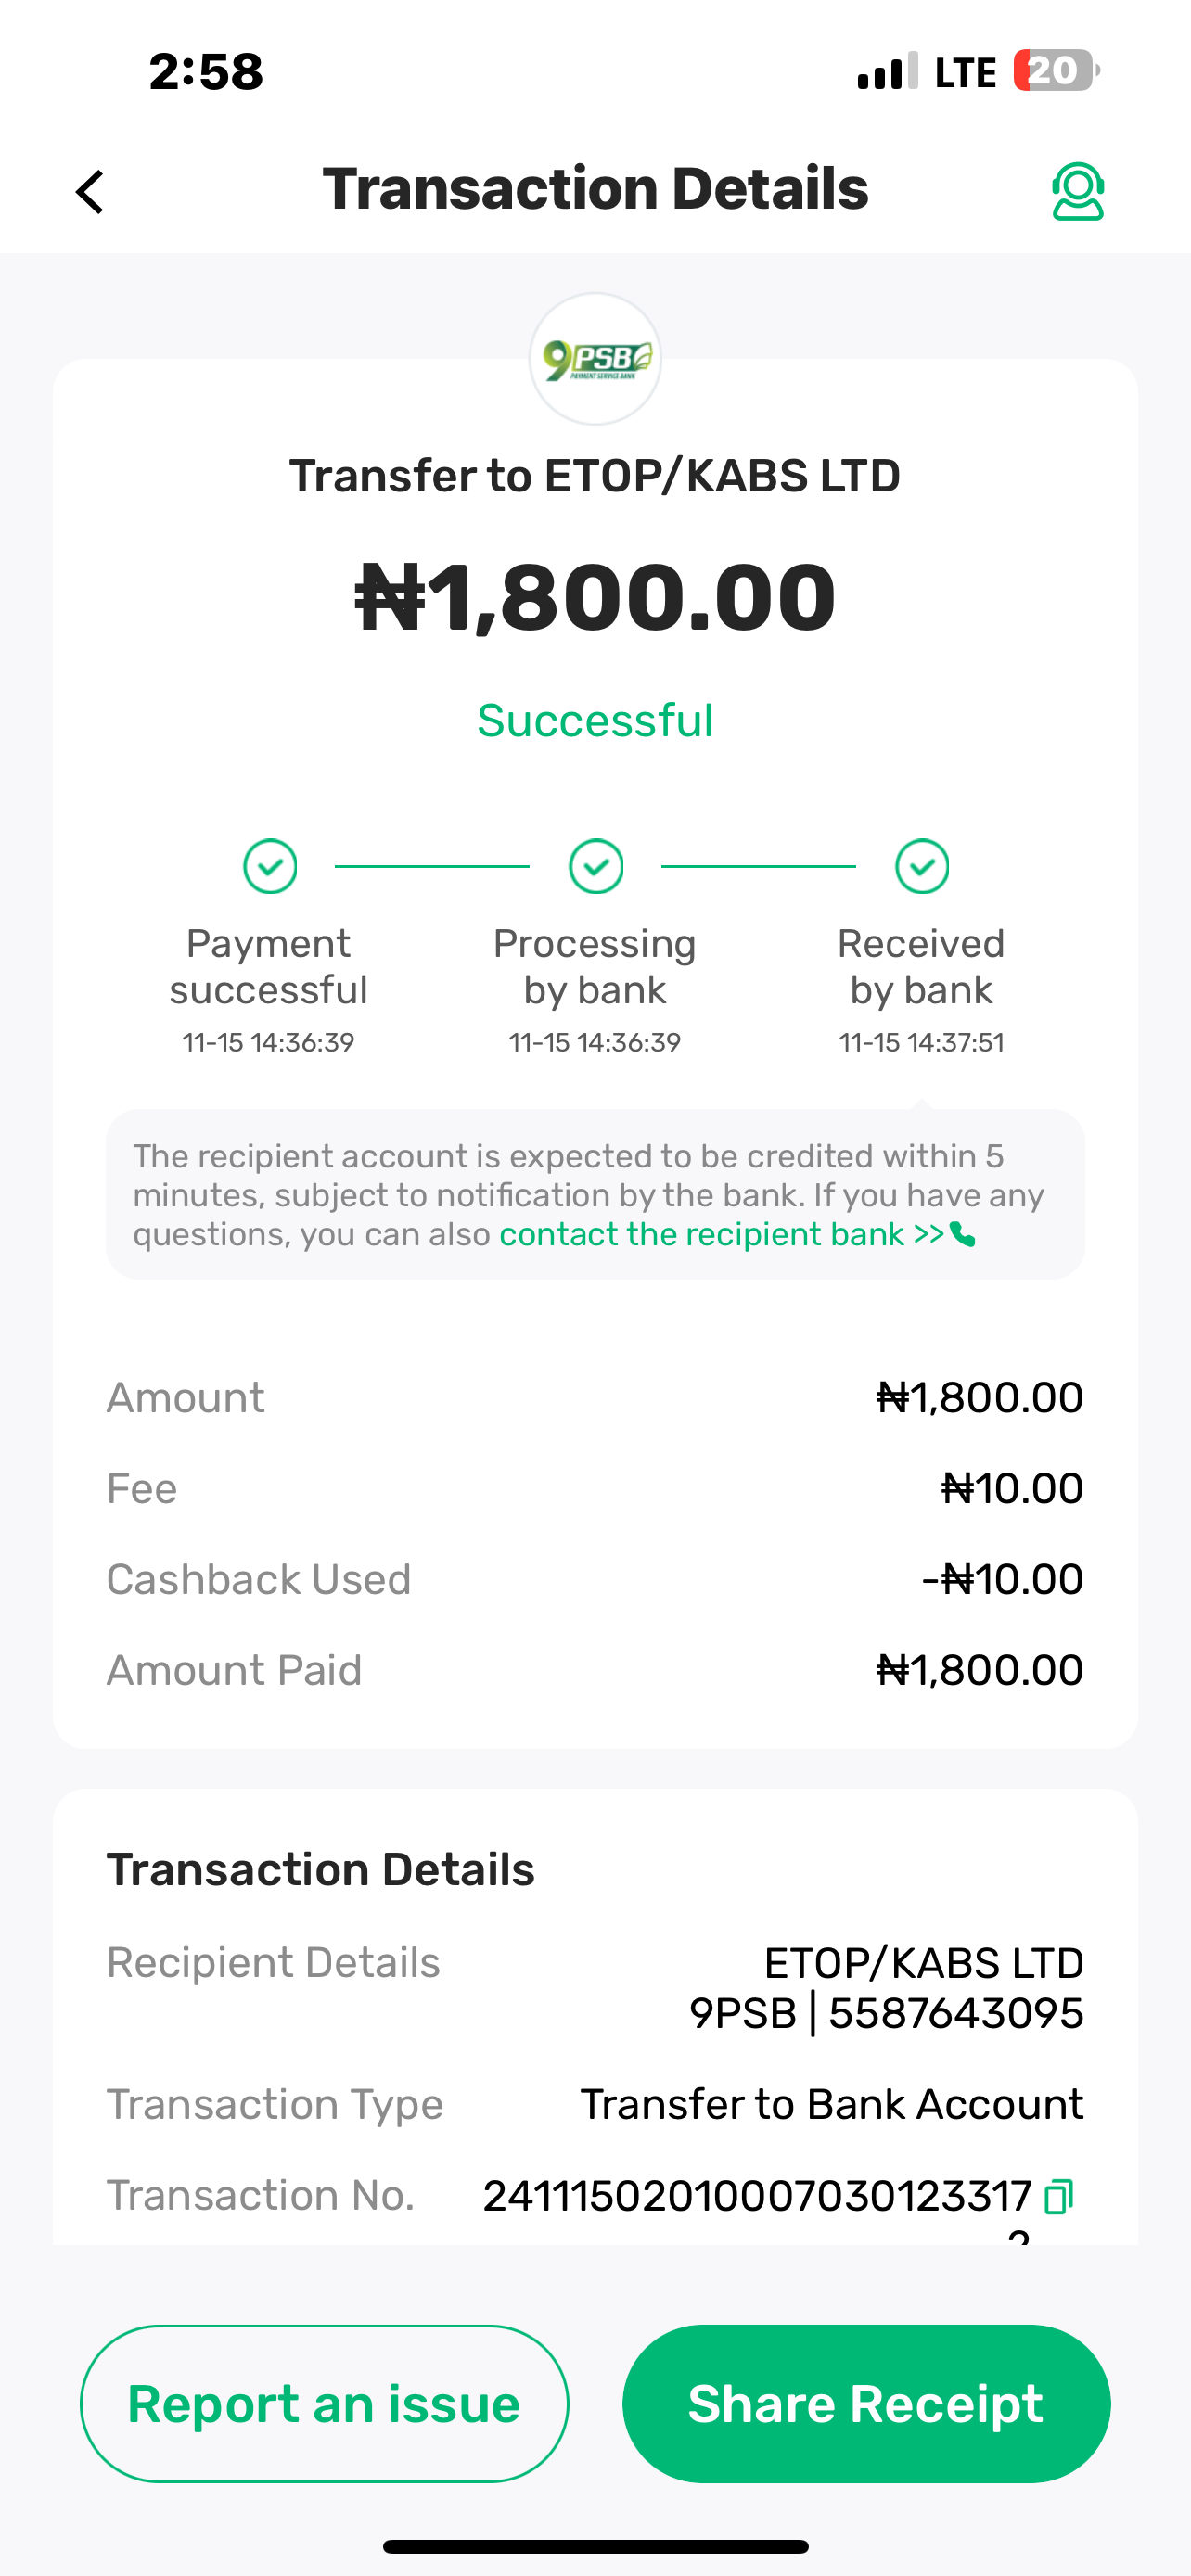 2:58 LTE 20
Transaction Details
9PSB
PAYMENT SERVICE BANK
Transfer to ETOP/KABS LTD
₦1,800.00
Successful
Payment successful
11-15 14:36:39
Processing by bank
11-15 14:36:39
Received by bank
11-15 14:37:51
The recipient account is expected to be credited within 5
minutes, subject to notification by the bank. If you have any
questions, you can also contact the recipient bank >>
Amount ₦1,800.00
Fee ₦10.00
Cashback Used -₦10.00
Amount Paid ₦1,800.00
Transaction Details
Recipient Details ETOP/KABS LTD
9PSB | 5587643095
Transaction Type Transfer to Bank Account
Transaction No. 24111502010007030123317
Report an issue Share Receipt